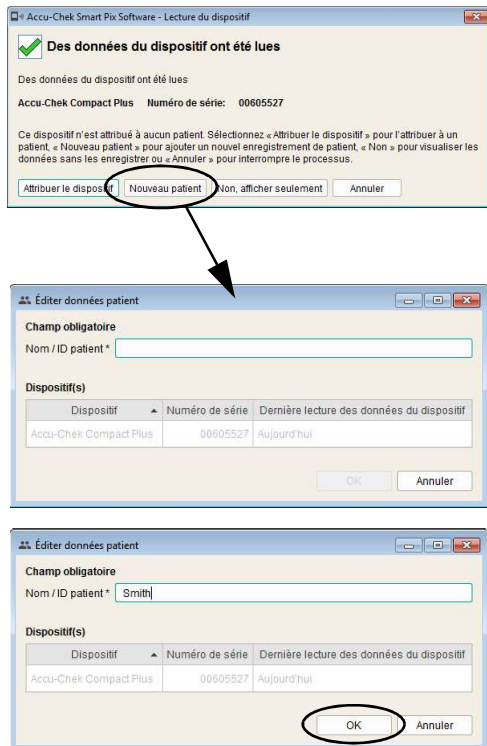 Accu-Chek Smart Pix Software - Lecture du dispositif
Des données du dispositif ont été lues
Des données du dispositif ont été lues
Accu-Chek Compact Plus Numéro de série: 00605527
Ce dispositif n'est attribué à aucun patient. Sélectionnez « Attribuer le dispositif » pour l'attribuer à un
patient, « Nouveau patient » pour ajouter un nouvel enregistrement de patient, « Non » pour visualiser les
données sans les enregistrer ou « Annuler » pour interrompre le processus.
Attribuer le dispositif Nouveau patient Non, afficher seulement Annuler
Éditer données patient
Champ obligatoire
Nom / ID patient *
Dispositif(s)
Dispositif Numéro de série Dernière lecture des données du dispositif
Accu-Chek Compact Plus 00605527 Aujourd'hui
OK Annuler
Éditer données patient
Champ obligatoire
Nom / ID patient * Smith
Dispositif(s)
Dispositif Numéro de série Dernière lecture des données du dispositif
Accu-Chek Compact Plus 00605527 Aujourd'hui
OK Annuler